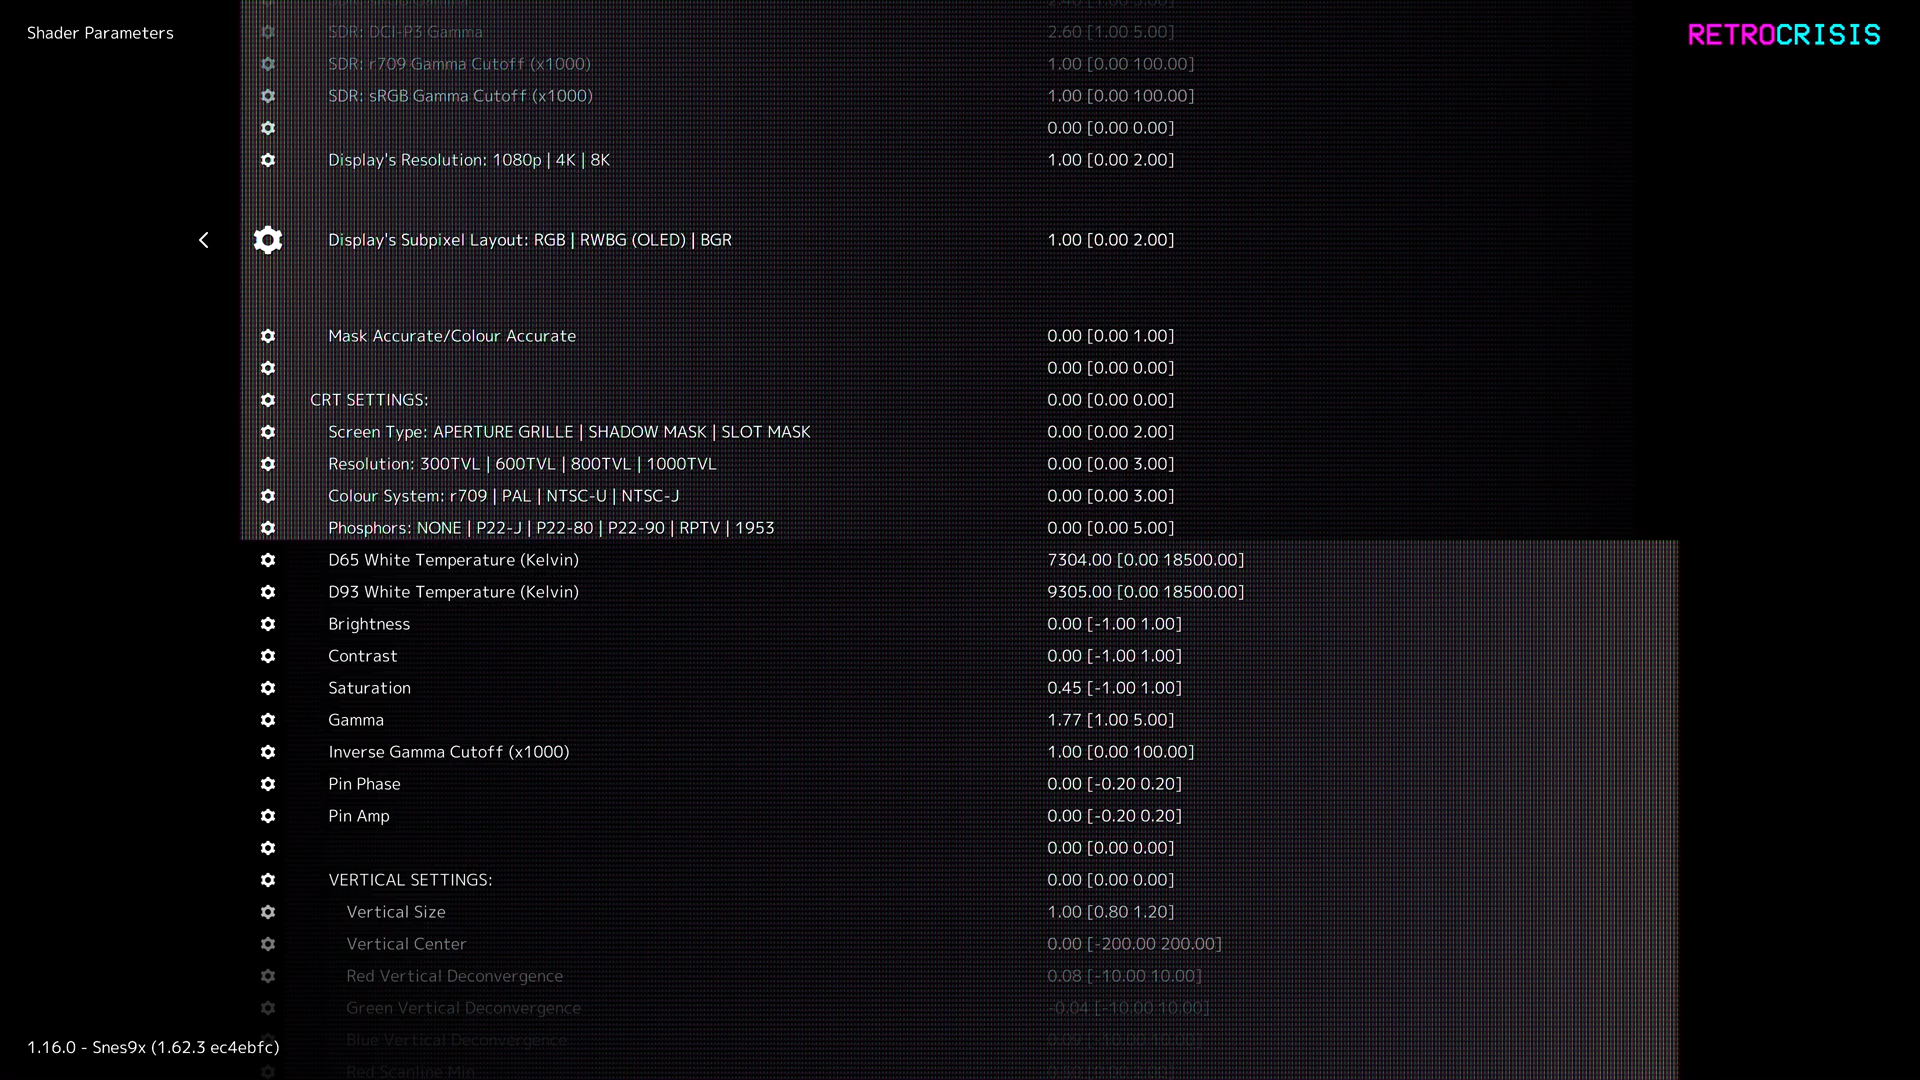 Shader Parameters
RETROCRISIS
SDR: DCI-P3 Gamma 2.60 [1.00 5.00]
SDR: r709 Gamma Cutoff (x1000) 1.00 [0.00 100.00]
SDR: sRGB Gamma Cutoff (x1000) 1.00 [0.00 100.00]
0.00 [0.00 0.00]
Display's Resolution: 1080p | 4K | 8K 1.00 [0.00 2.00]
Display's Subpixel Layout: RGB | RWBG (OLED) | BGR 1.00 [0.00 2.00]
Mask Accurate/Colour Accurate 0.00 [0.00 1.00]
0.00 [0.00 0.00]
CRT SETTINGS: 0.00 [0.00 0.00]
Screen Type: APERTURE GRILLE | SHADOW MASK | SLOT MASK 0.00 [0.00 2.00]
Resolution: 300TVL | 600TVL | 800TVL | 1000TVL 0.00 [0.00 3.00]
Colour System: r709 | PAL | NTSC-U | NTSC-J 0.00 [0.00 3.00]
Phosphors: NONE | P22-J | P22-80 | P22-90 | RPTV | 1953 0.00 [0.00 5.00]
D65 White Temperature (Kelvin) 7304.00 [0.00 18500.00]
D93 White Temperature (Kelvin) 9305.00 [0.00 18500.00]
Brightness 0.00 [-1.00 1.00]
Contrast 0.00 [-1.00 1.00]
Saturation 0.45 [-1.00 1.00]
Gamma 1.77 [1.00 5.00]
Inverse Gamma Cutoff (x1000) 1.00 [0.00 100.00]
Pin Phase 0.00 [-0.20 0.20]
Pin Amp 0.00 [-0.20 0.20]
0.00 [0.00 0.00]
VERTICAL SETTINGS: 0.00 [0.00 0.00]
Vertical Size 1.00 [0.80 1.20]
Vertical Center 0.00 [-200.00 200.00]
Red Vertical Deconvergence 0.08 [-10.00 10.00]
Green Vertical Deconvergence -0.04 [-10.00 10.00]
Blue Vertical Deconvergence [-10.00 10.00]
Red Scanline Min
1.16.0 - Snes9x (1.62.3 ec4ebfc)